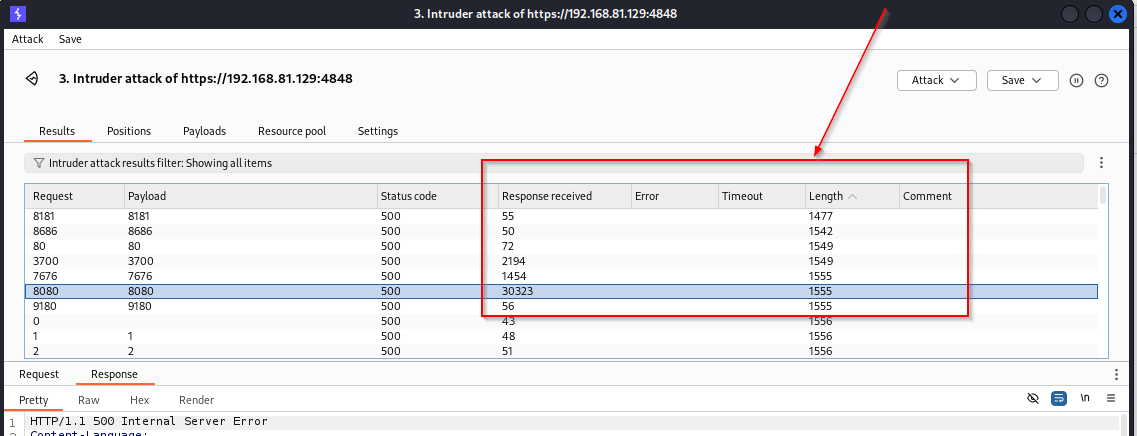 3. Intruder attack of https://192.168.81.129:4848
Attack Save
3. Intruder attack of https://192.168.81.129:4848
Attack Save
Results Positions Payloads Resource pool Settings
Intruder attack results filter: Showing all items
Request Payload Status code Response received Error Timeout Length Comment
8181 8181 500 55 1477
8686 8686 500 50 1542
80 80 500 72 1549
3700 3700 500 2194 1549
7676 7676 500 1454 1555
8080 8080 500 30323 1555
9180 9180 500 56 1555
0 500 43 1556
1 1 500 48 1556
2 2 500 51 1556
Request Response
Pretty Raw Hex Render \n
1 HTTP/1.1 500 Internal Server Error
2 Content-Language: